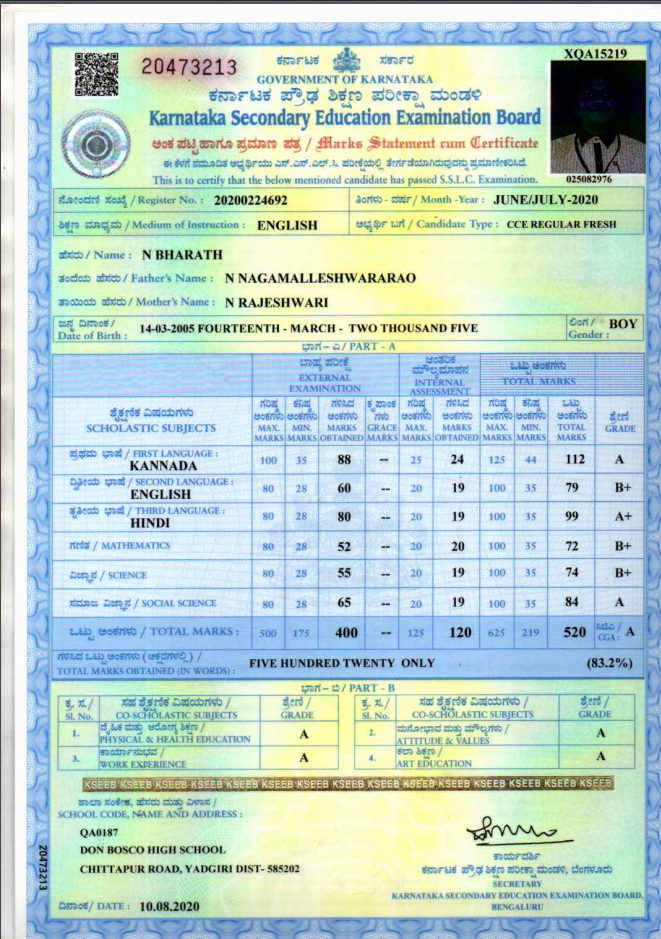 20473213
ಕರ್ನಾಟಕ ಸರ್ಕಾರ
XQA15219
GOVERNMENT OF KARNATAKA
ಕರ್ನಾಟಕ ಪ್ರೌಢ ಶಿಕ್ಷಣ ಪರೀಕ್ಷಾ ಮಂಡಳಿ
Karnataka Secondary Education Examination Board
ಅಂಕ ಪಟ್ಟಿ ಹಾಗೂ ಪ್ರಮಾಣ ಪತ್ರ / Marks Statement cum Certificate
ಈ ಕೆಳಗೆ ನಮೂದಿತ ಅಭ್ಯರ್ಥಿಯು ಎಸ್.ಎಸ್.ಎಲ್.ಸಿ. ಪರೀಕ್ಷೆಯಲ್ಲಿ ತೇರ್ಗಡೆಯಾಗಿರುವುದನ್ನು ಪ್ರಮಾಣೀಕರಿಸಿದೆ.
This is to certify that the below mentioned candidate has passed S.S.L.C. Examination.
025082976
ನೋಂದಣಿ ಸಂಖ್ಯೆ / Register No. : 20200224692
ತಿಂಗಳು - ವರ್ಷ / Month -Year : JUNE/JULY-2020
ಶಿಕ್ಷಣ ಮಾಧ್ಯಮ / Medium of Instruction : ENGLISH
ಅಭ್ಯರ್ಥಿ ಬಗೆ / Candidate Type : CCE REGULAR FRESH
ಹೆಸರು / Name : N BHARATH
ತಂದೆಯ ಹೆಸರು / Father's Name : N NAGAMALLESHWARARAO
ತಾಯಿಯ ಹೆಸರು / Mother's Name : N RAJESHWARI
ಜನ್ಮ ದಿನಾಂಕ / Date of Birth : 14-03-2005 FOURTEENTH - MARCH - TWO THOUSAND FIVE
ಲಿಂಗ / Gender : BOY
ಭಾಗ – ಎ / PART - A
ಶೈಕ್ಷಣಿಕ ವಿಷಯಗಳು
SCHOLASTIC SUBJECTS
ಬಾಹ್ಯ ಪರೀಕ್ಷೆ
EXTERNAL EXAMINATION
ಆಂತರಿಕ ಮೌಲ್ಯಮಾಪನ
INTERNAL ASSESSMENT
ಒಟ್ಟು ಅಂಕಗಳು
TOTAL MARKS
ಗರಿಷ್ಠ ಅಂಕಗಳು MAX. MARKS
ಕನಿಷ್ಠ ಅಂಕಗಳು MIN. MARKS
ಗಳಿಸಿದ ಅಂಕಗಳು MARKS OBTAINED
ಕೃಪಾಂಕಗಳು GRACE MARKS
ಗರಿಷ್ಠ ಅಂಕಗಳು MAX. MARKS
ಗಳಿಸಿದ ಅಂಕಗಳು MARKS OBTAINED
ಗರಿಷ್ಠ ಅಂಕಗಳು MAX. MARKS
ಕನಿಷ್ಠ ಅಂಕಗಳು MIN. MARKS
ಒಟ್ಟು ಅಂಕಗಳು TOTAL MARKS
ಶ್ರೇಣಿ GRADE
ಪ್ರಥಮ ಭಾಷೆ / FIRST LANGUAGE :
KANNADA 100 35 88 -- 25 24 125 44 112 A
ದ್ವಿತೀಯ ಭಾಷೆ / SECOND LANGUAGE :
ENGLISH 80 28 60 -- 20 19 100 35 79 B+
ತೃತೀಯ ಭಾಷೆ / THIRD LANGUAGE :
HINDI 80 28 80 -- 20 19 100 35 99 A+
ಗಣಿತ / MATHEMATICS 80 28 52 -- 20 20 100 35 72 B+
ವಿಜ್ಞಾನ / SCIENCE 80 28 55 -- 20 19 100 35 74 B+
ಸಮಾಜ ವಿಜ್ಞಾನ / SOCIAL SCIENCE 80 28 65 -- 20 19 100 35 84 A
ಒಟ್ಟು ಅಂಕಗಳು / TOTAL MARKS : 500 175 400 -- 125 120 625 219 520 ಸಿಜಿಎ / CGA : A
ಗಳಿಸಿದ ಒಟ್ಟು ಅಂಕಗಳು (ಅಕ್ಷರಗಳಲ್ಲಿ) /
TOTAL MARKS OBTAINED (IN WORDS) : FIVE HUNDRED TWENTY ONLY (83.2%)
ಭಾಗ – ಬಿ / PART - B
ಕ್ರ. ಸ. / Sl. No.
ಸಹ ಶೈಕ್ಷಣಿಕ ವಿಷಯಗಳು / CO-SCHOLASTIC SUBJECTS
ಶ್ರೇಣಿ / GRADE
ಕ್ರ. ಸ. / Sl. No.
ಸಹ ಶೈಕ್ಷಣಿಕ ವಿಷಯಗಳು / CO-SCHOLASTIC SUBJECTS
ಶ್ರೇಣಿ / GRADE
1. ದೈಹಿಕ ಮತ್ತು ಆರೋಗ್ಯ ಶಿಕ್ಷಣ / PHYSICAL & HEALTH EDUCATION A
2. ಮನೋಭಾವ ಮತ್ತು ಮೌಲ್ಯಗಳು / ATTITUDE & VALUES A
3. ಕಾರ್ಯಾನುಭವ / WORK EXPERIENCE A
4. ಕಲಾ ಶಿಕ್ಷಣ / ART EDUCATION A
KSEEB KSEEB KSEEB KSEEB KSEEB KSEEB KSEEB KSEEB KSEEB KSEEB KSEEB KSEEB
ಶಾಲಾ ಸಂಕೇತ, ಹೆಸರು ಮತ್ತು ವಿಳಾಸ /
SCHOOL CODE, NAME AND ADDRESS :
QA0187
DON BOSCO HIGH SCHOOL
CHITTAPUR ROAD, YADGIRI DIST- 585202
20473213
ಕಾರ್ಯದರ್ಶಿ
ಕರ್ನಾಟಕ ಪ್ರೌಢ ಶಿಕ್ಷಣ ಪರೀಕ್ಷಾ ಮಂಡಳಿ, ಬೆಂಗಳೂರು
SECRETARY
KARNATAKA SECONDARY EDUCATION EXAMINATION BOARD,
BENGALURU
ದಿನಾಂಕ/ DATE : 10.08.2020